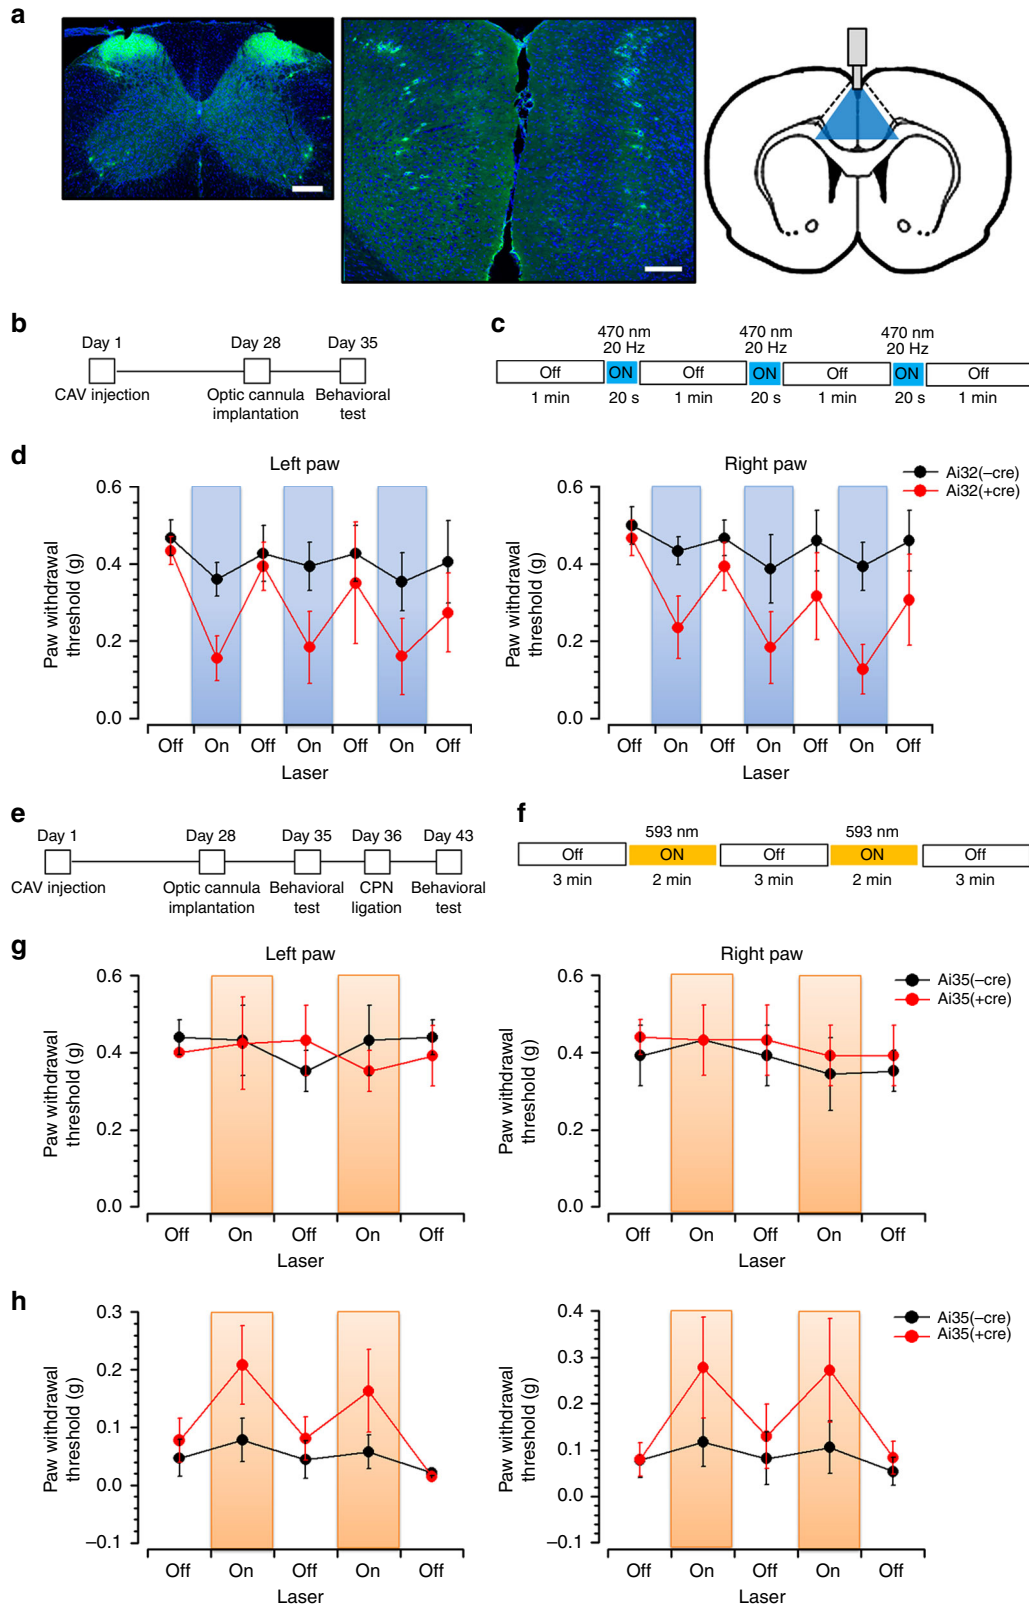 a
b
Day 1
Day 28
Day 35
CAV injection
Optic cannula
implantation
Behavioral
test
c
470 nm
20 Hz
470 nm
20 Hz
470 nm
20 Hz
Off
ON
Off
ON
Off
ON
Off
1 min
20 s
1 min
20 s
1 min
20 s
1 min
d
Left paw
Paw withdrawal
threshold (g)
0.6
0.4
0.2
0.0
Off
On
Off
On
Off
On
Off
Laser
Right paw
Ai32(–cre)
Ai32(+cre)
Paw withdrawal
threshold (g)
0.6
0.4
0.2
0.0
Off
On
Off
On
Off
On
Off
Laser
e
Day 1
Day 28
Day 35
Day 36
Day 43
CAV injection
Optic cannula
implantation
Behavioral
test
CPN
ligation
Behavioral
test
f
593 nm
593 nm
Off
ON
Off
ON
Off
3 min
2 min
3 min
2 min
3 min
g
Left paw
Paw withdrawal
threshold (g)
0.6
0.4
0.2
0.0
Off
On
Off
On
Off
Laser
Right paw
Ai35(–cre)
Ai35(+cre)
Paw withdrawal
threshold (g)
0.6
0.4
0.2
0.0
Off
On
Off
On
Off
Laser
h
Paw withdrawal
threshold (g)
0.3
0.2
0.1
0.0
–0.1
Off
On
Off
On
Off
Laser
Ai35(–cre)
Ai35(+cre)
Paw withdrawal
threshold (g)
0.4
0.3
0.2
0.1
0.0
–0.1
Off
On
Off
On
Off
Laser